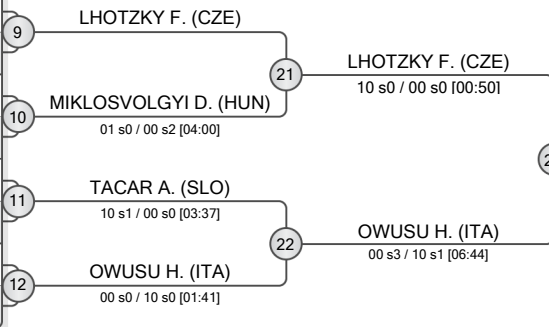 9
LHOTZKY F. (CZE)
21
LHOTZKY F. (CZE)
10 s0 / 00 s0 [00:50]
10
MIKLOSVOLGYI D. (HUN)
01 s0 / 00 s2 [04:00]
11
TACAR A. (SLO)
10 s1 / 00 s0 [03:37]
22
OWUSU H. (ITA)
00 s3 / 10 s1 [06:44]
12
OWUSU H. (ITA)
00 s0 / 10 s0 [01:41]